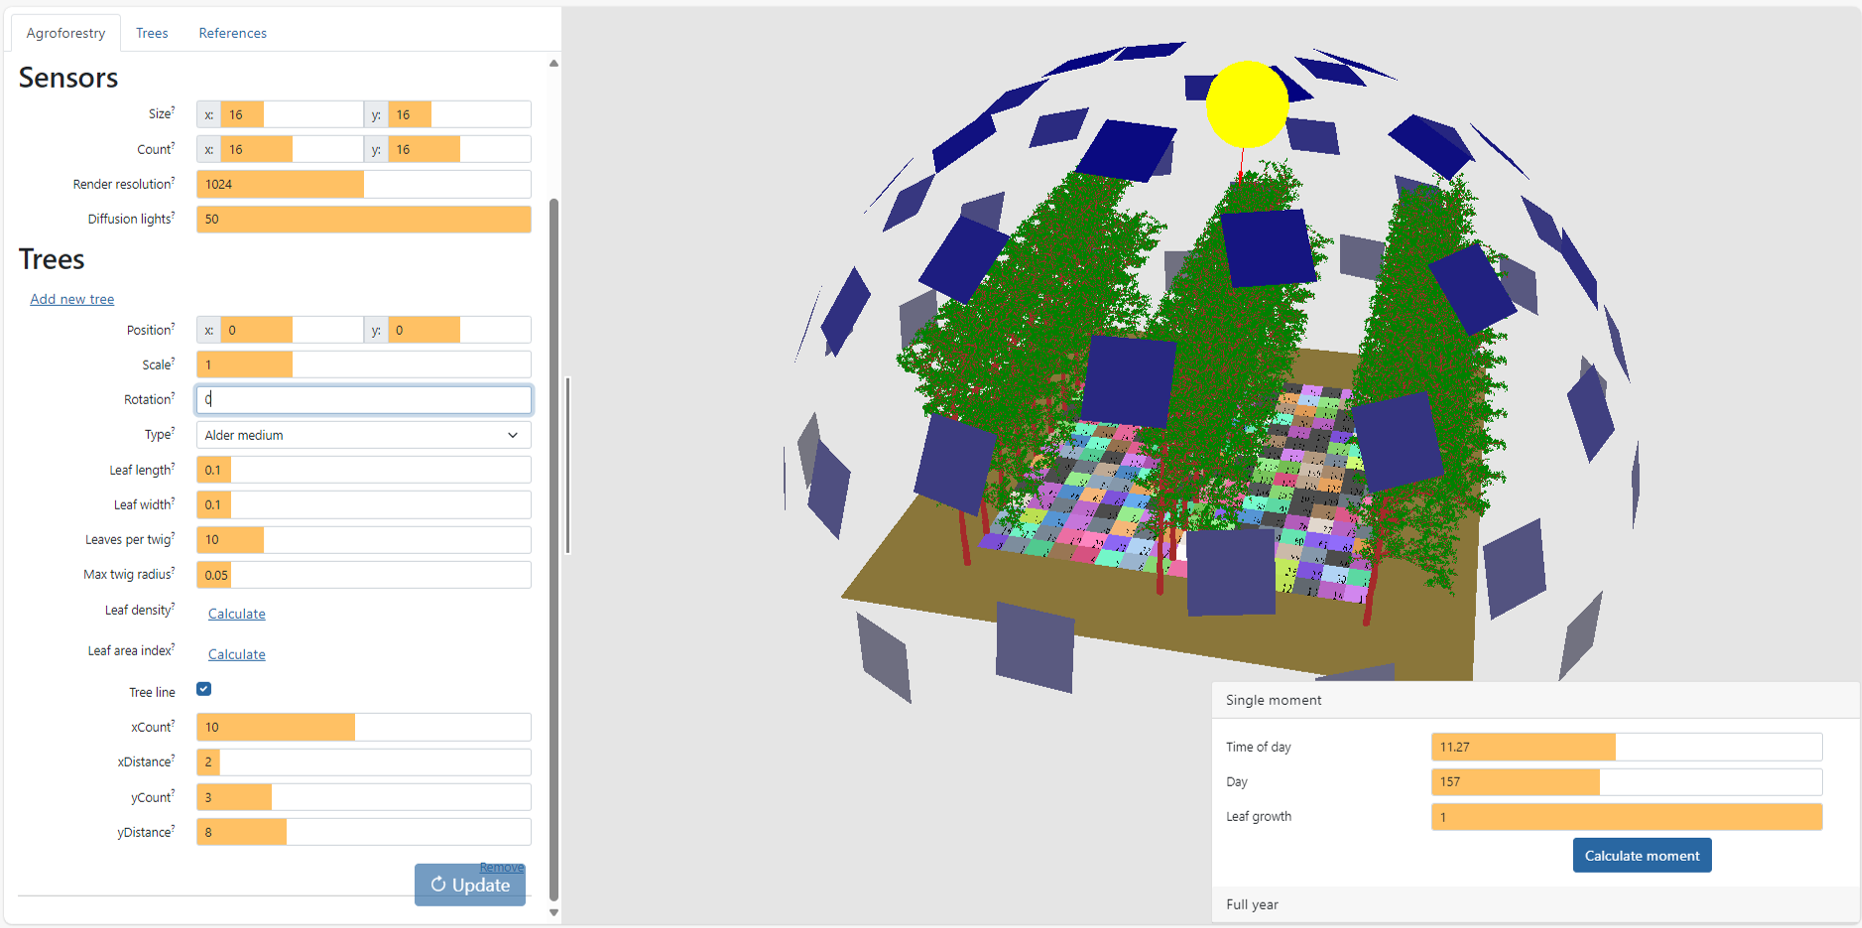 Agroforestry Trees References
Sensors
Size? x: 16 y: 16
Count? x: 16 y: 16
Render resolution? 1024
Diffusion lights? 50
Trees
Add new tree
Position? x: 0 y: 0
Scale? 1
Rotation? 0
Type? Alder medium
Leaf length? 0.1
Leaf width? 0.1
Leaves per twig? 10
Max twig radius? 0.05
Leaf density? Calculate
Leaf area index? Calculate
Tree line
xCount? 10
xDistance? 2
yCount? 3
yDistance? 8
Remove
Update
Single moment
Time of day 11.27
Day 157
Leaf growth 1
Calculate moment
Full year